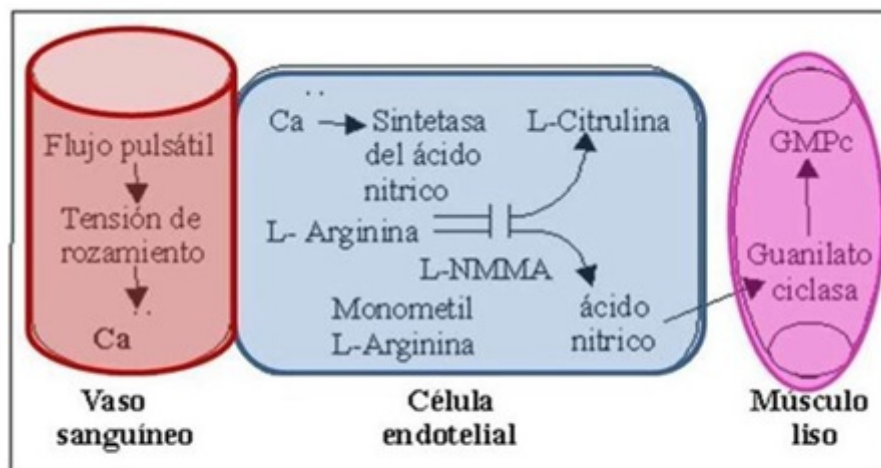 Flujo pulsátil
Tensión de
rozamiento
Ca
Vaso
sanguíneo
Ca
Sintetasa
del ácido
nitrico
L-Citrulina
L- Arginina
L-NMMA
Monometil
L-Arginina
ácido
nitrico
Célula
endotelial
GMPc
Guanilato
ciclasa
Músculo
liso